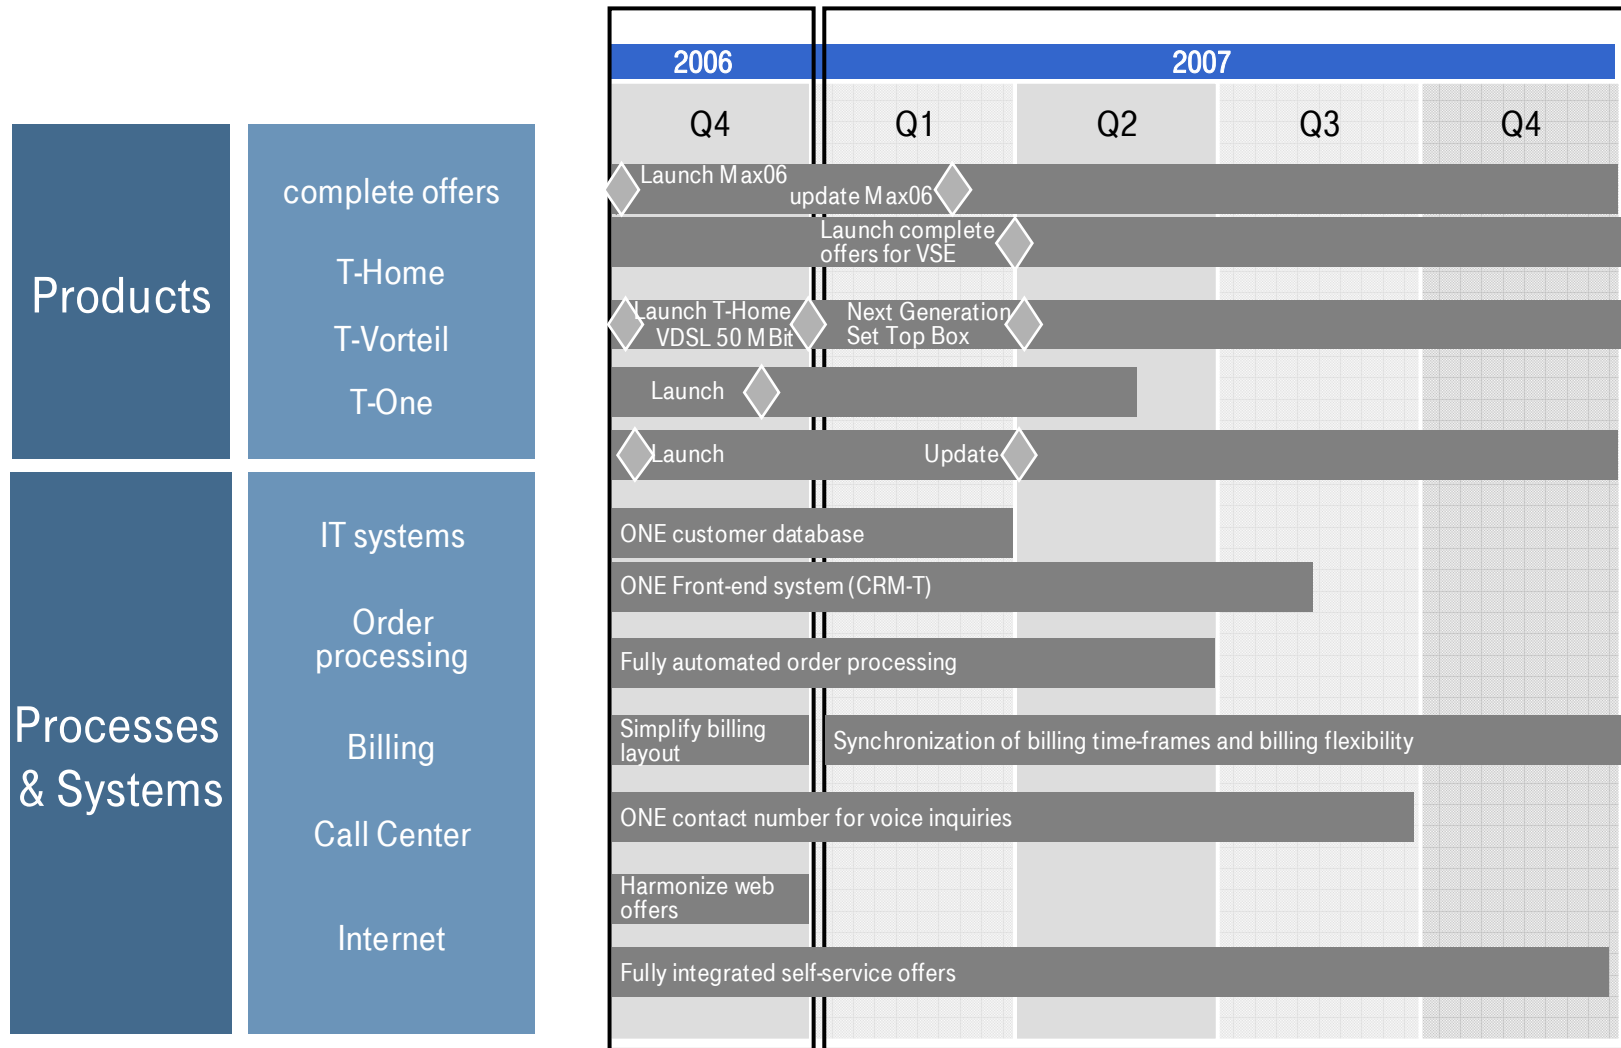 2006
2007
Q4
Q1
Q2
Q3
Q4
Products
complete offers
T-Home
T-Vorteil
T-One
Launch Max06
update Max06
Launch complete
offers for VSE
Launch T-Home
VDSL 50 MBit
Next Generation
Set Top Box
Launch
Launch
Update
Processes
& Systems
IT systems
Order
processing
Billing
Call Center
Internet
ONE customer database
ONE Front-end system (CRM-T)
Fully automated order processing
Simplify billing
layout
Synchronization of billing time-frames and billing flexibility
ONE contact number for voice inquiries
Harmonize web
offers
Fully integrated self-service offers